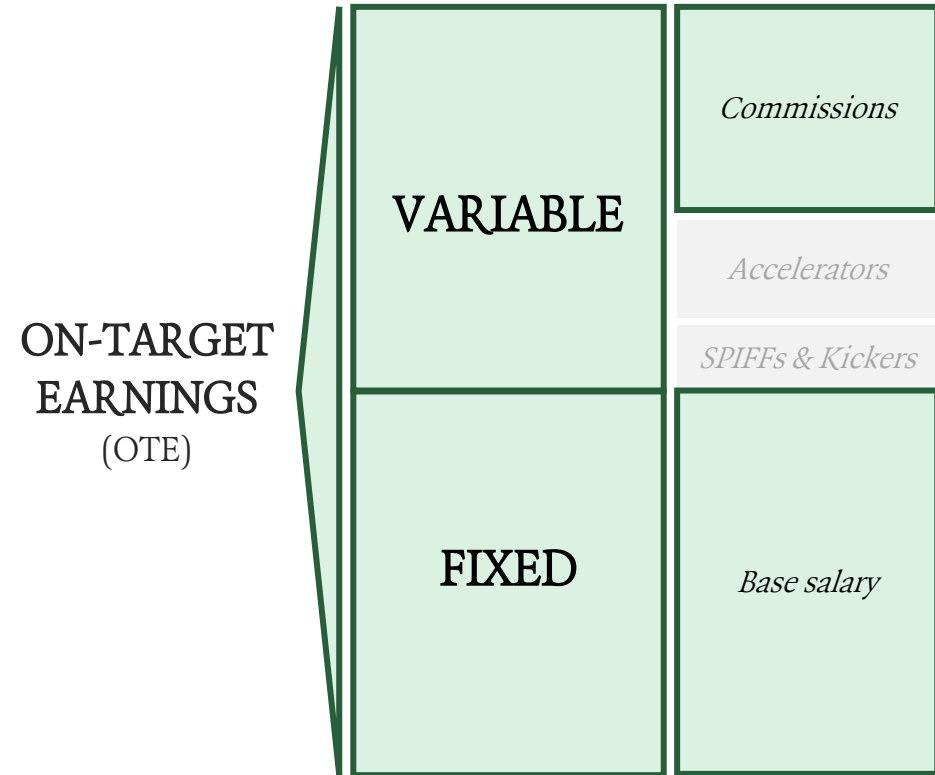 ON-TARGET
EARNINGS
(OTE)
VARIABLE
FIXED
Commissions
Accelerators
SPIFFs & Kickers
Base salary